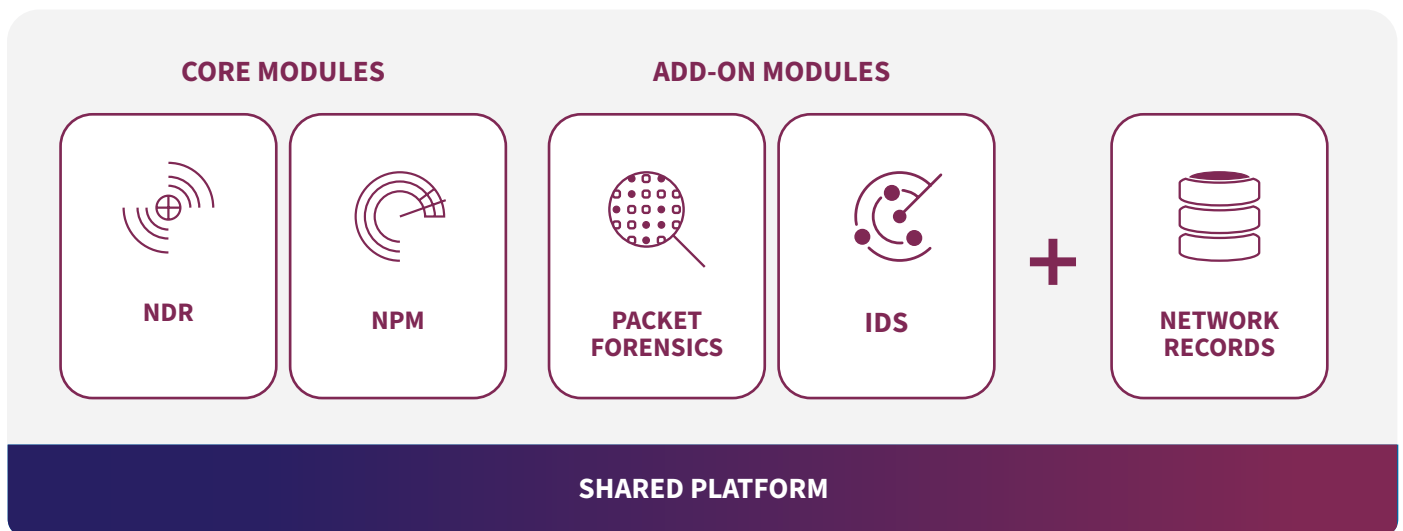 CORE MODULES
ADD-ON MODULES
NDR
NPM
PACKET
FORENSICS
IDS
NETWORK
RECORDS
SHARED PLATFORM